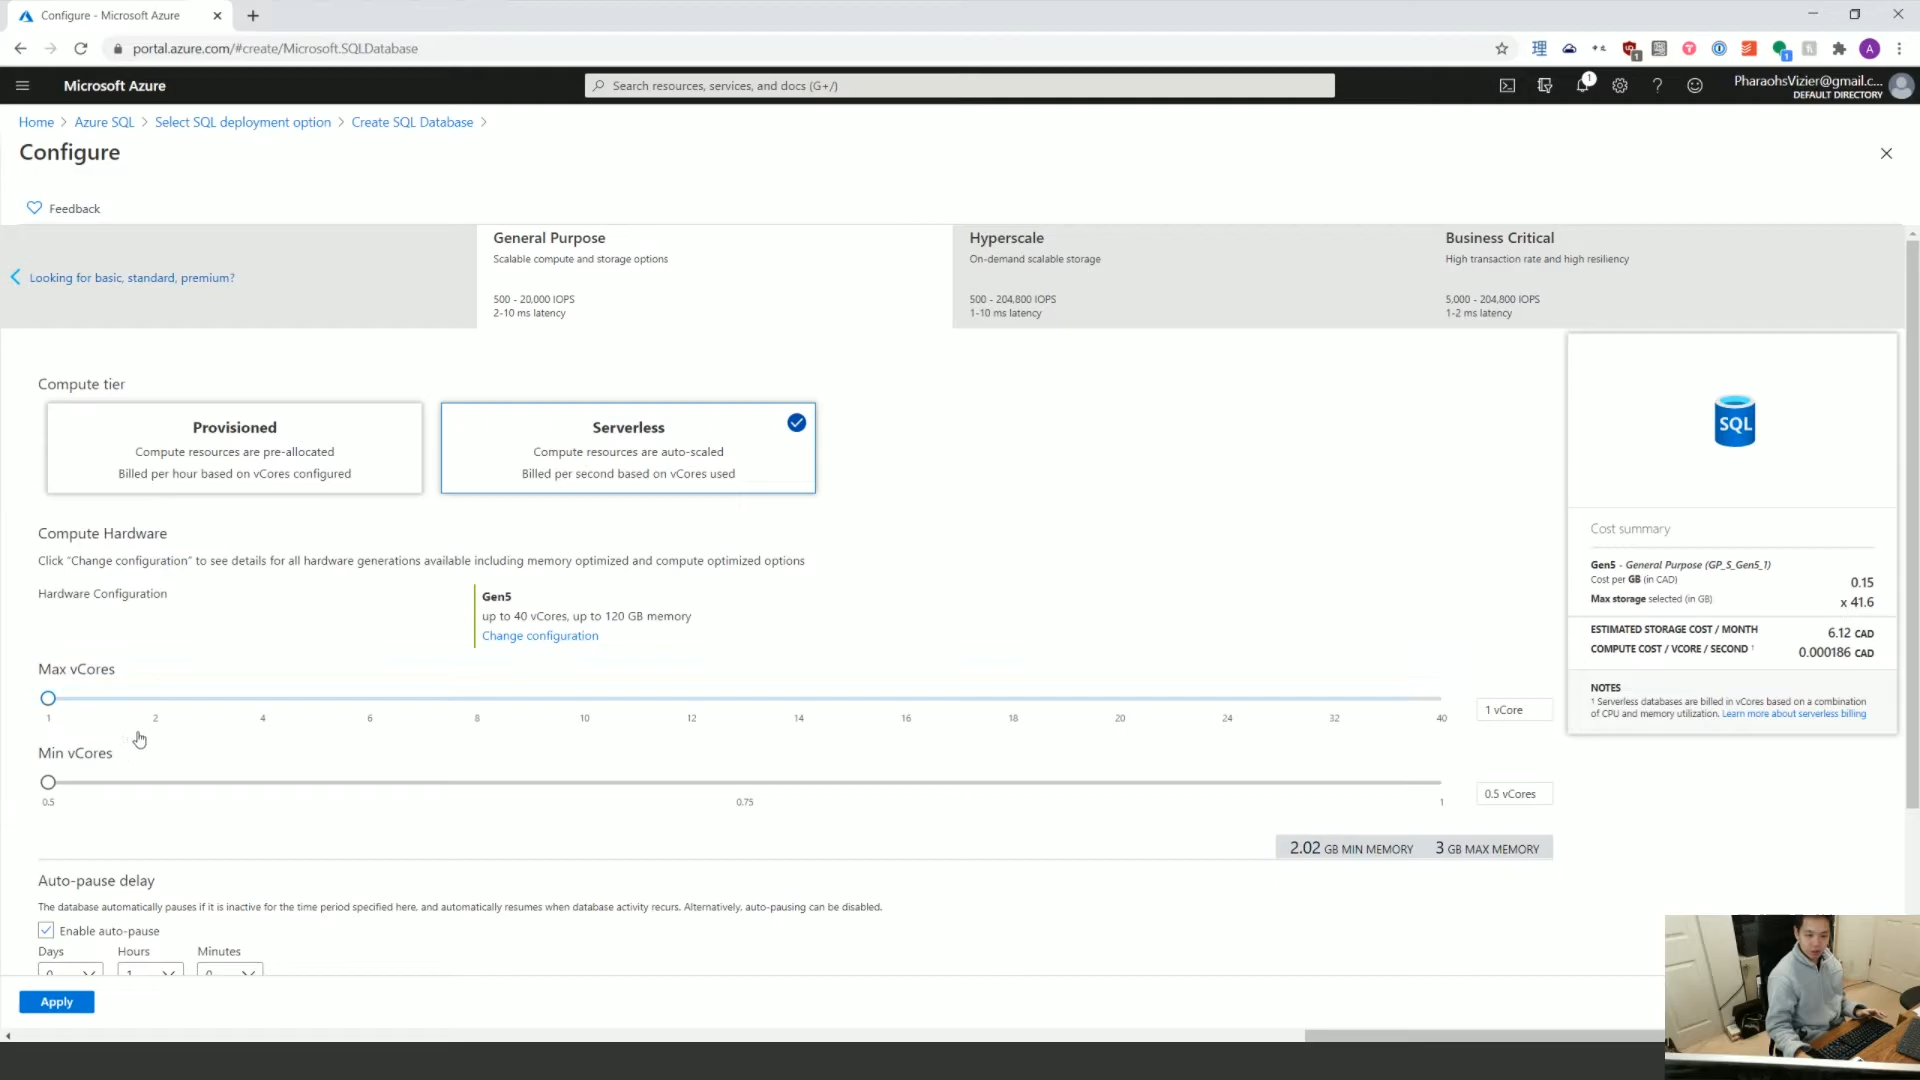 Configure - Microsoft Azure
portal.azure.com/#create/Microsoft.SQLDatabase
Microsoft Azure
Search resources, services, and docs (G+/)
1
PharaohsVizier@gmail.c...
DEFAULT DIRECTORY
Home > Azure SQL > Select SQL deployment option > Create SQL Database >
Configure
Feedback
Looking for basic, standard, premium?
General Purpose
Scalable compute and storage options
500 - 20,000 IOPS
2-10 ms latency
Hyperscale
On-demand scalable storage
500 - 204,800 IOPS
1-10 ms latency
Business Critical
High transaction rate and high resiliency
5,000 - 204,800 IOPS
1-2 ms latency
Compute tier
Provisioned
Compute resources are pre-allocated
Billed per hour based on vCores configured
Serverless
Compute resources are auto-scaled
Billed per second based on vCores used
Compute Hardware
Click "Change configuration" to see details for all hardware generations available including memory optimized and compute optimized options
Hardware Configuration
Gen5
up to 40 vCores, up to 120 GB memory
Change configuration
Max vCores
1 2 4 6 8 10 12 14 16 18 20 24 32 40
1 vCore
Min vCores
0.5 0.75 1
0.5 vCores
2.02 GB MIN MEMORY 3 GB MAX MEMORY
Auto-pause delay
The database automatically pauses if it is inactive for the time period specified here, and automatically resumes when database activity recurs. Alternatively, auto-pausing can be disabled.
Enable auto-pause
Days Hours Minutes
0 1 0
Apply
SQL
Cost summary
Gen5 - General Purpose (GP_S_Gen5_1)
Cost per GB (in CAD) 0.15
Max storage selected (in GB) x 41.6
ESTIMATED STORAGE COST / MONTH 6.12 CAD
COMPUTE COST / VCORE / SECOND ¹ 0.000186 CAD
NOTES
¹ Serverless databases are billed in vCores based on a combination
of CPU and memory utilization. Learn more about serverless billing